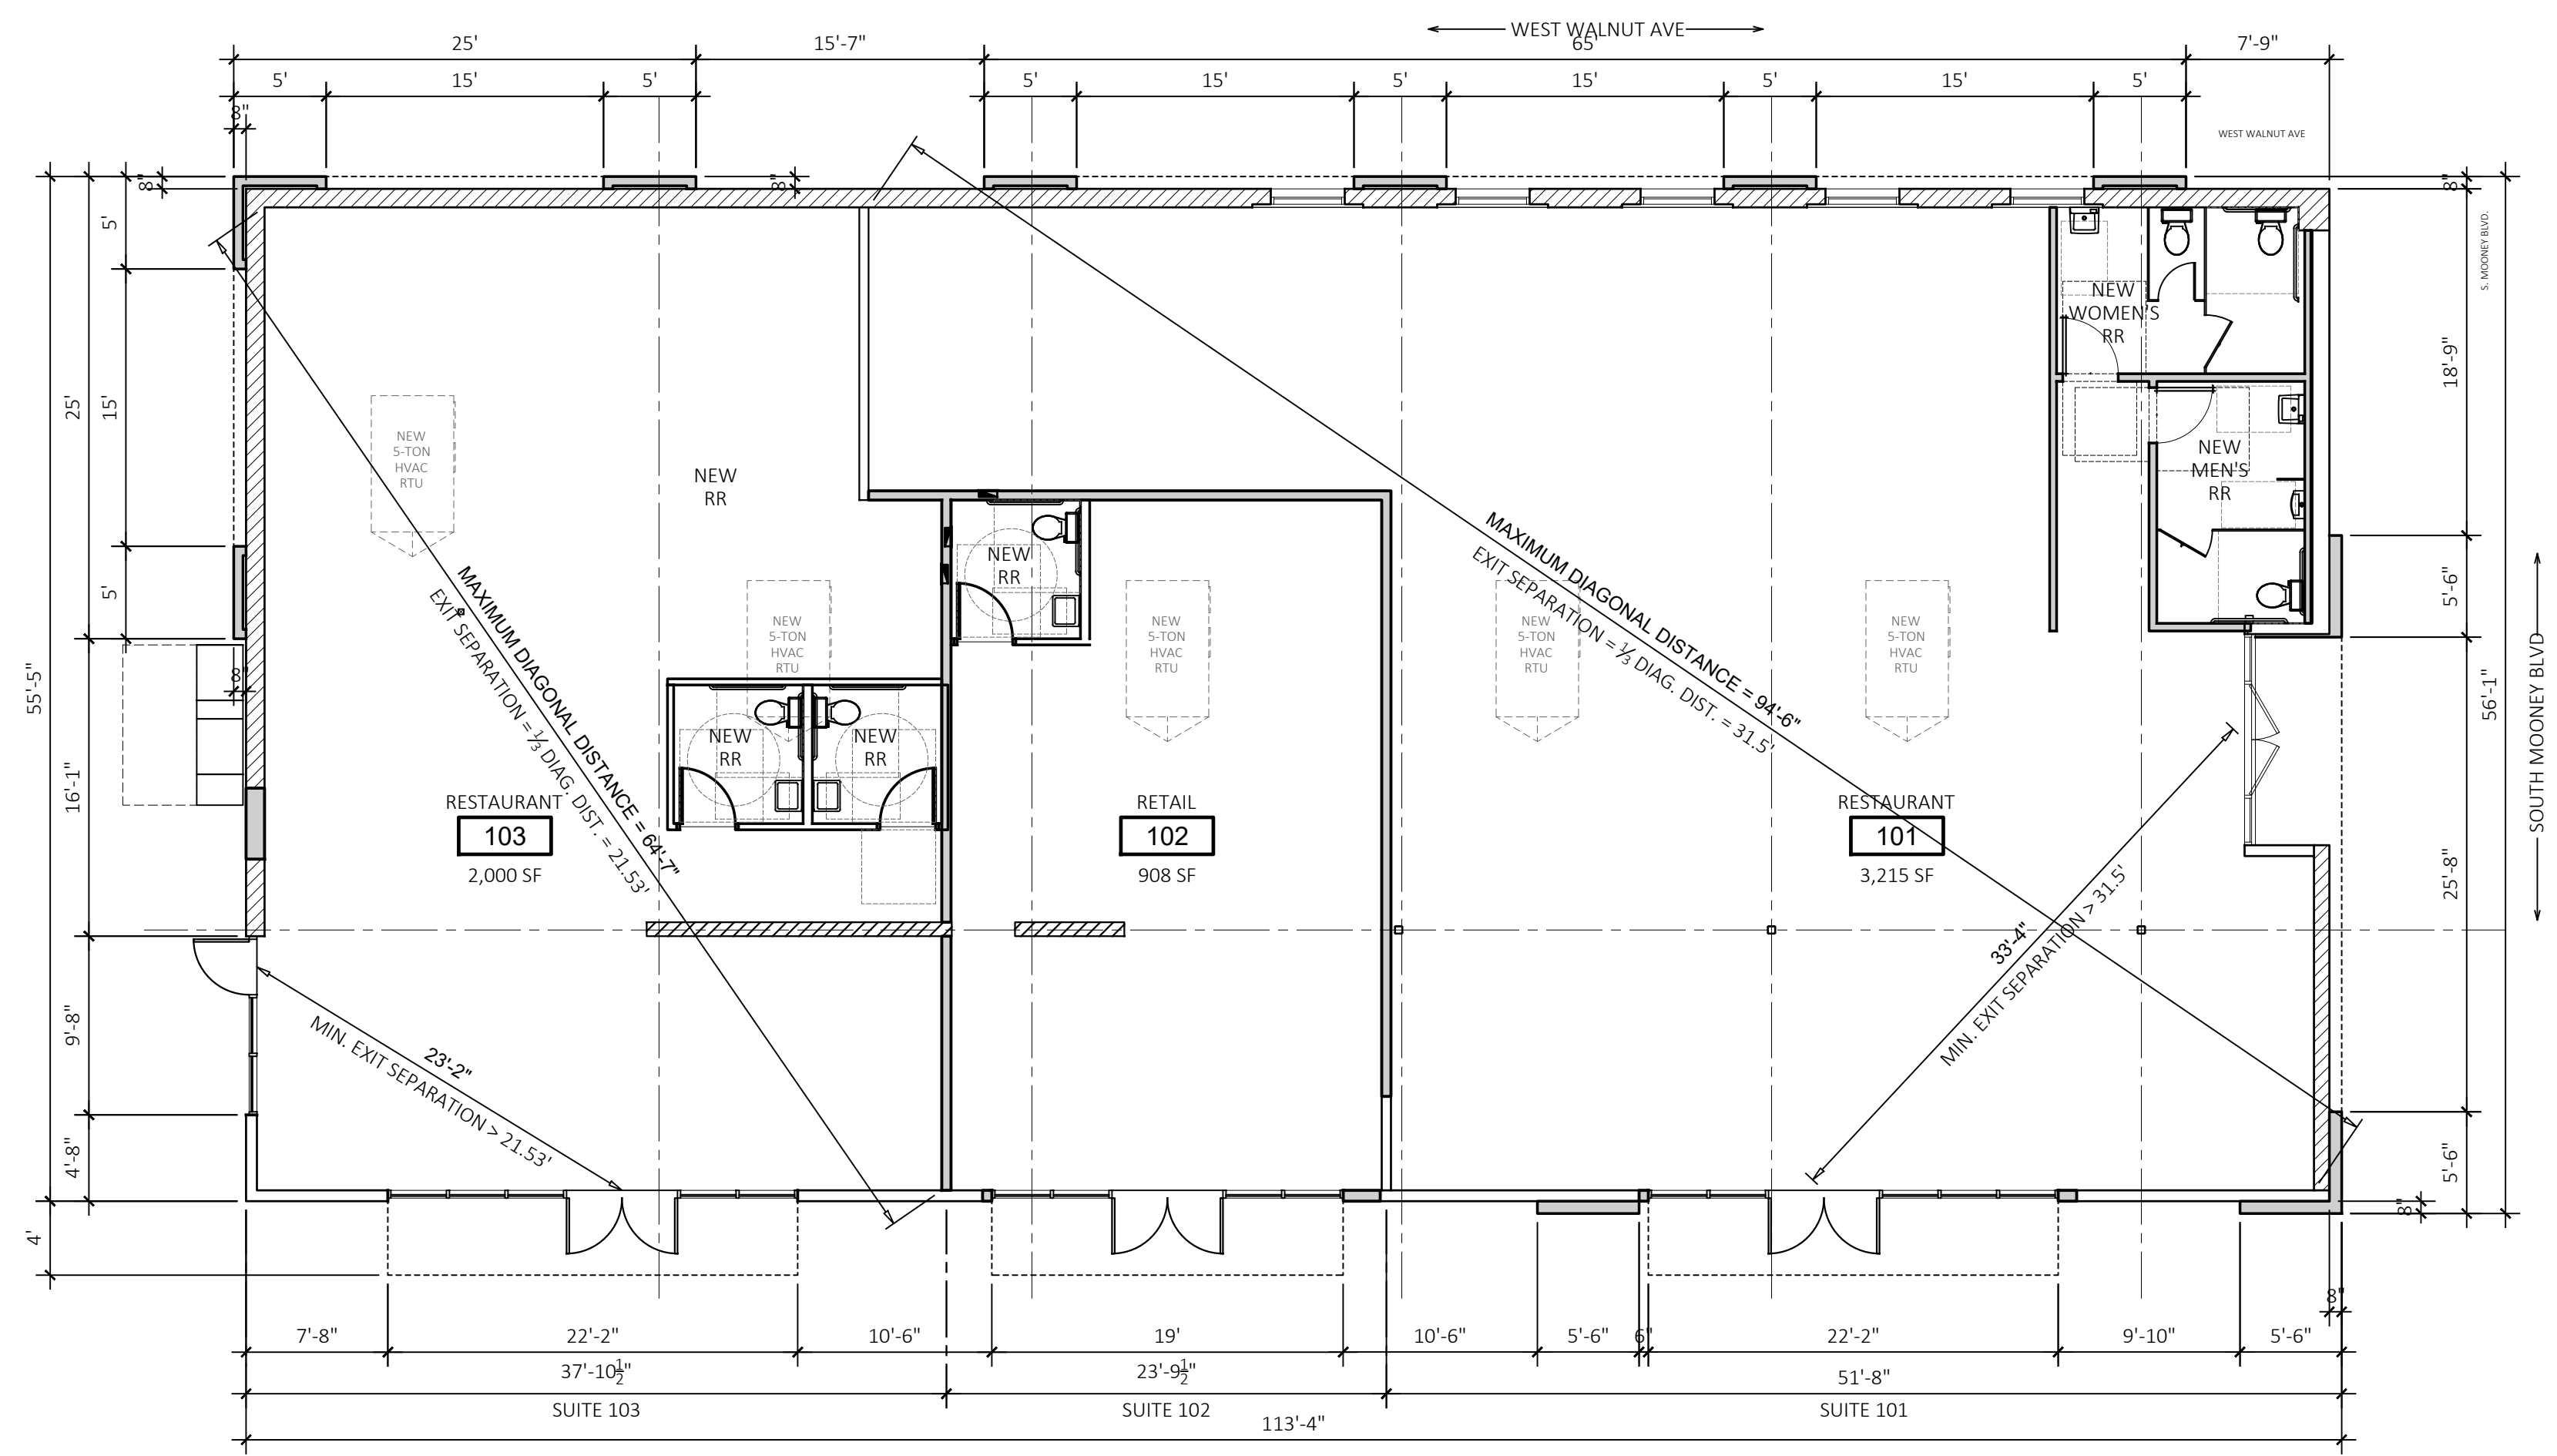 WEST WALNUT AVE
25'
15'-7"
65'
7'-9"
5'
15'
5'
5'
15'
5'
15'
5'
15'
5'
8"
WEST WALNUT AVE
8"
8"
8"
5'
15'
5'
25'
16'-1"
9'-8"
4'-8"
55'-5"
4'
8"
S. MOONEY BLVD.
18'-9"
5'-6"
25'-8"
5'-6"
8"
56'-1"
SOUTH MOONEY BLVD
NEW
WOMEN'S
RR
NEW
MEN'S
RR
NEW
5-TON
HVAC
RTU
NEW
RR
NEW
RR
NEW
5-TON
HVAC
RTU
NEW
5-TON
HVAC
RTU
NEW
5-TON
HVAC
RTU
NEW
5-TON
HVAC
RTU
MAXIMUM DIAGONAL DISTANCE = 64'-7"
EXIT SEPARATION = ⅓ DIAG. DIST. = 21.53'
MAXIMUM DIAGONAL DISTANCE = 94'-6"
EXIT SEPARATION = ⅓ DIAG. DIST. = 31.5'
NEW
RR
NEW
RR
RESTAURANT
103
2,000 SF
RETAIL
102
908 SF
RESTAURANT
101
3,215 SF
23'-2"
MIN. EXIT SEPARATION > 21.53'
33'-4"
MIN. EXIT SEPARATION > 31.5'
8"
7'-8"
22'-2"
10'-6"
19'
10'-6"
5'-6"
6"
22'-2"
9'-10"
5'-6"
37'-10½"
23'-9½"
51'-8"
SUITE 103
SUITE 102
SUITE 101
113'-4"